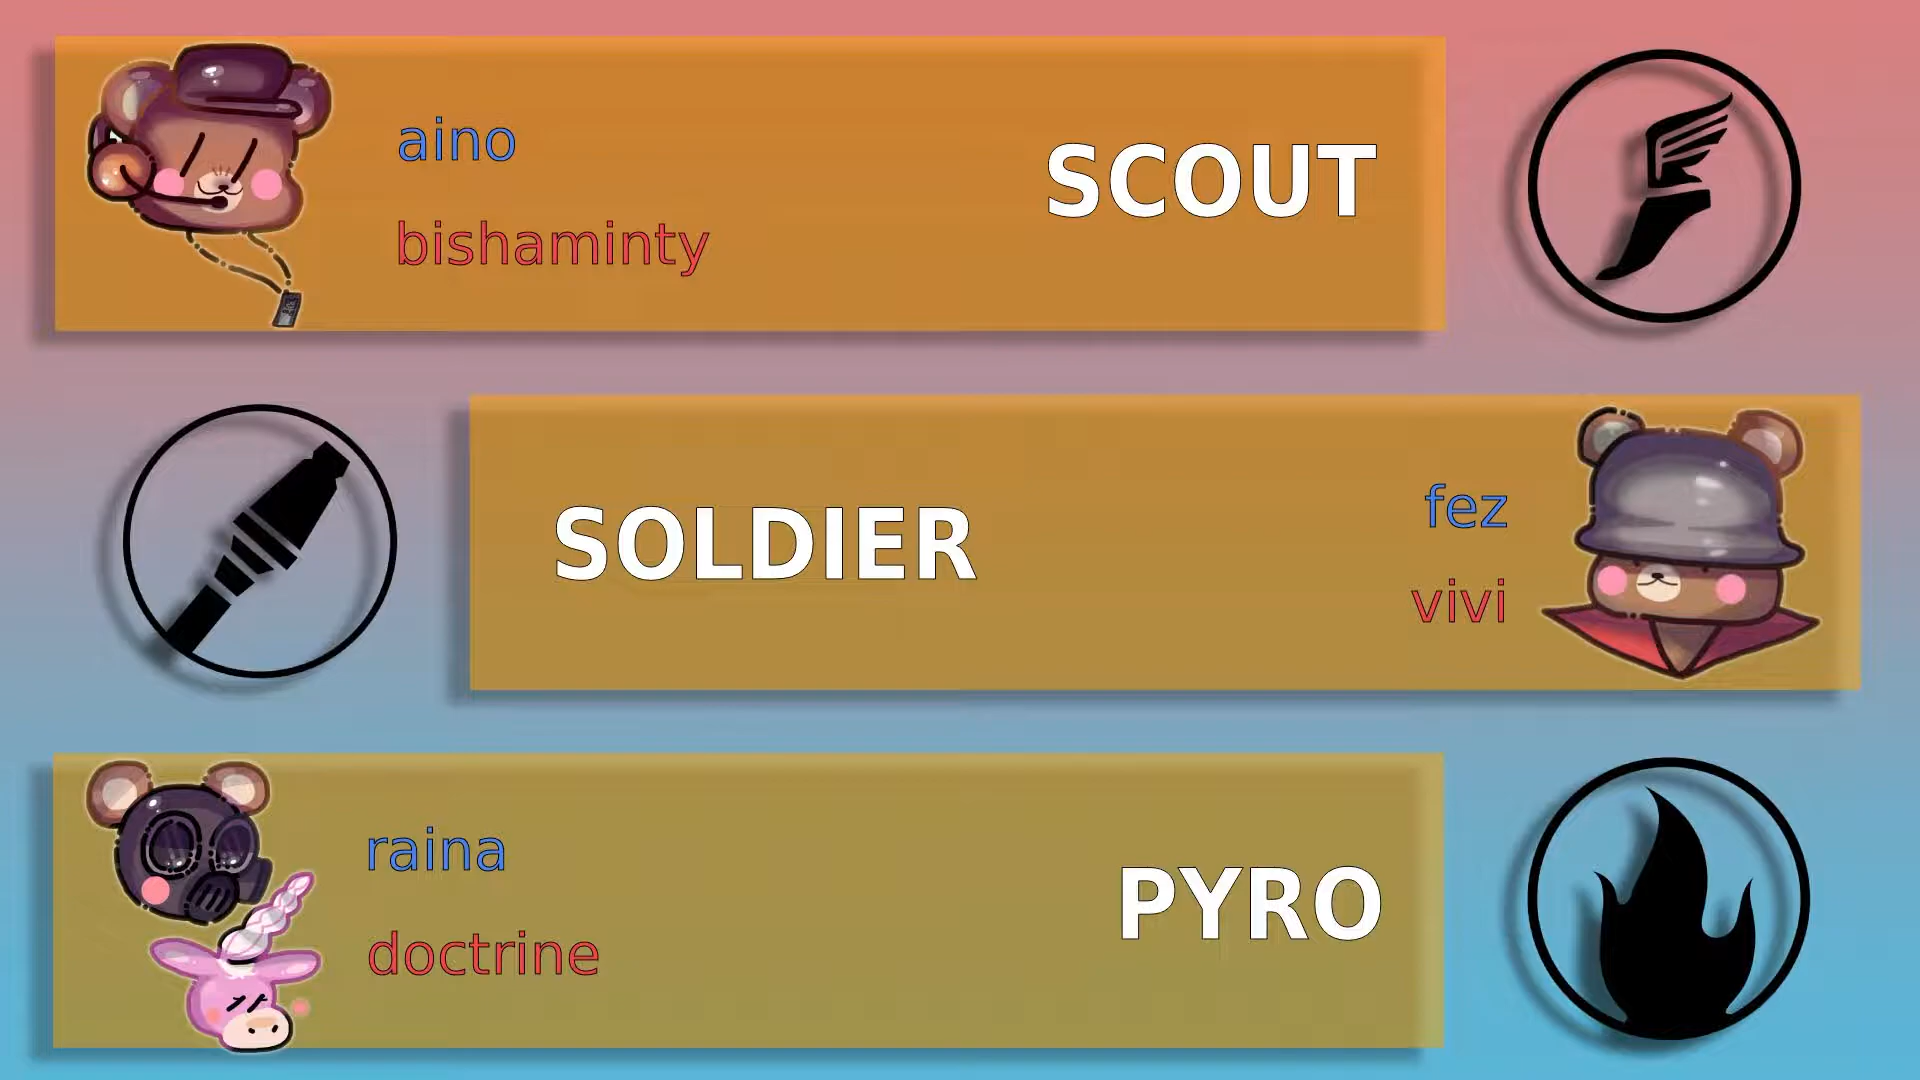 aino
bishaminty
SCOUT
SOLDIER
fez
vivi
raina
doctrine
PYRO